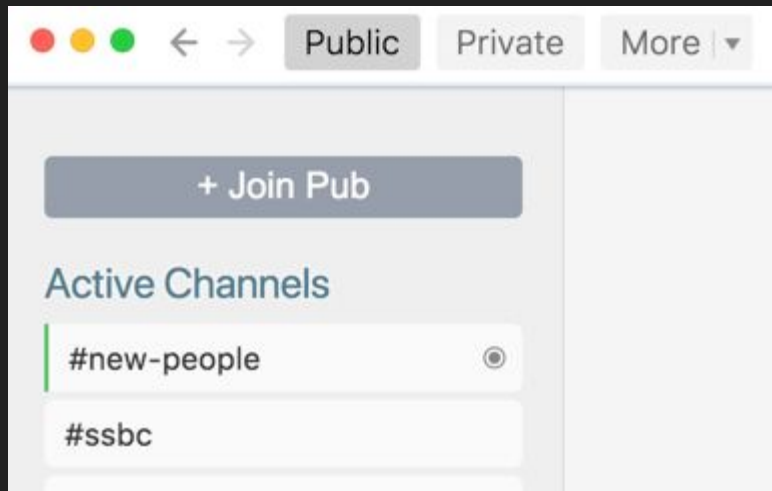 Public Private More
+ Join Pub
Active Channels
#new-people
#ssbc